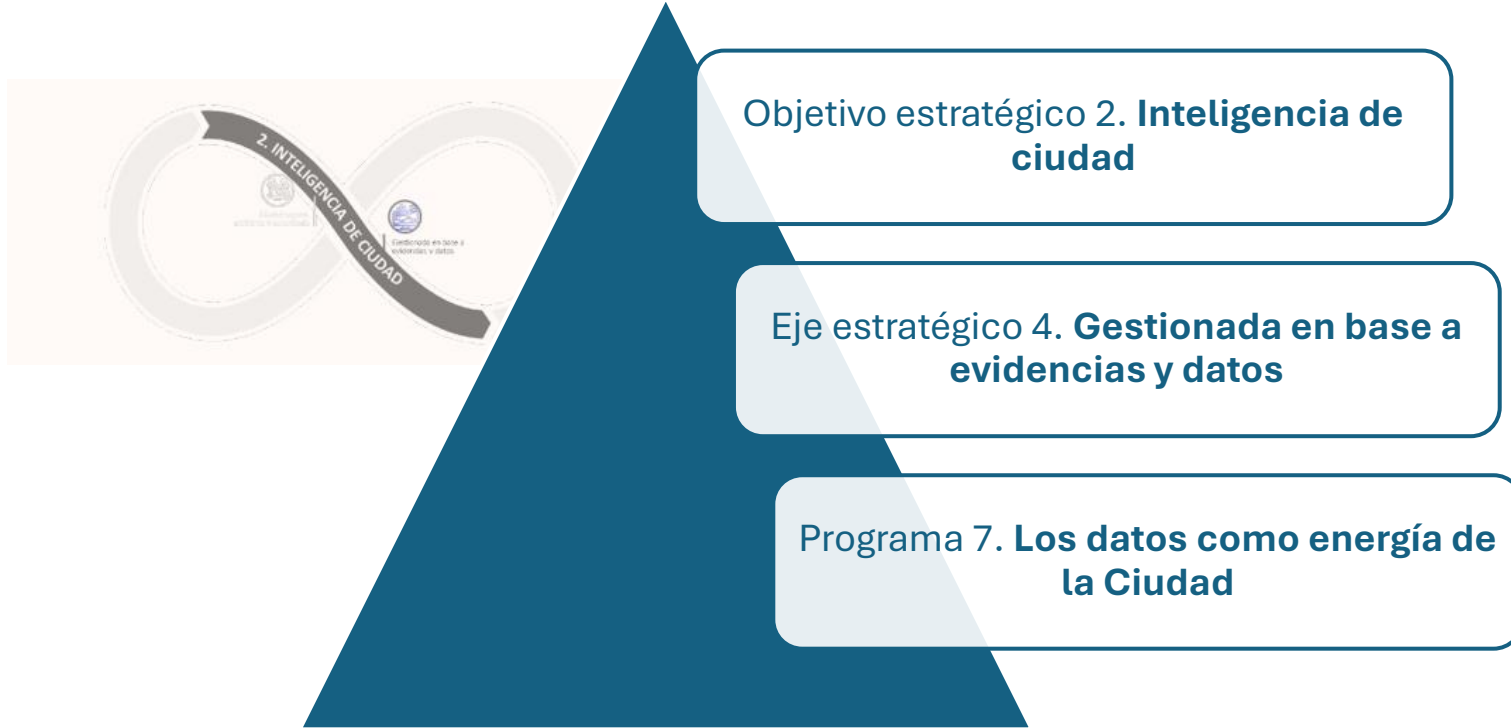 2. INTELIGENCIA DE CIUDAD
Gestionada en base a
evidencias y datos
Objetivo estratégico 2. Inteligencia de
ciudad
Eje estratégico 4. Gestionada en base a
evidencias y datos
Programa 7. Los datos como energía de
la Ciudad